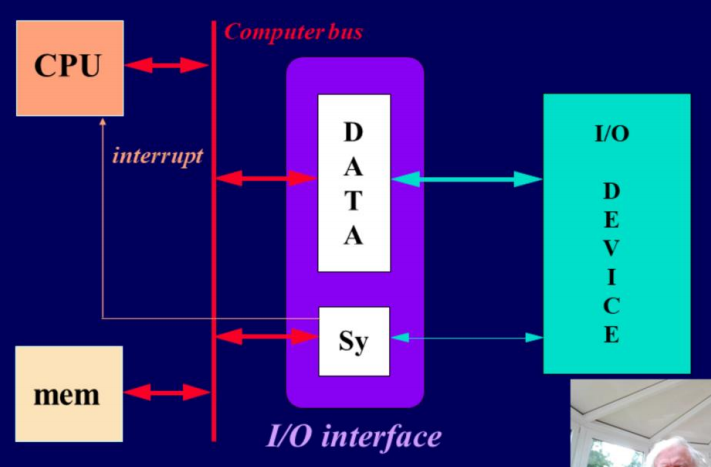 Computer bus
CPU
interrupt
D
A
T
A
I/O
D
E
V
I
C
E
Sy
mem
I/O interface